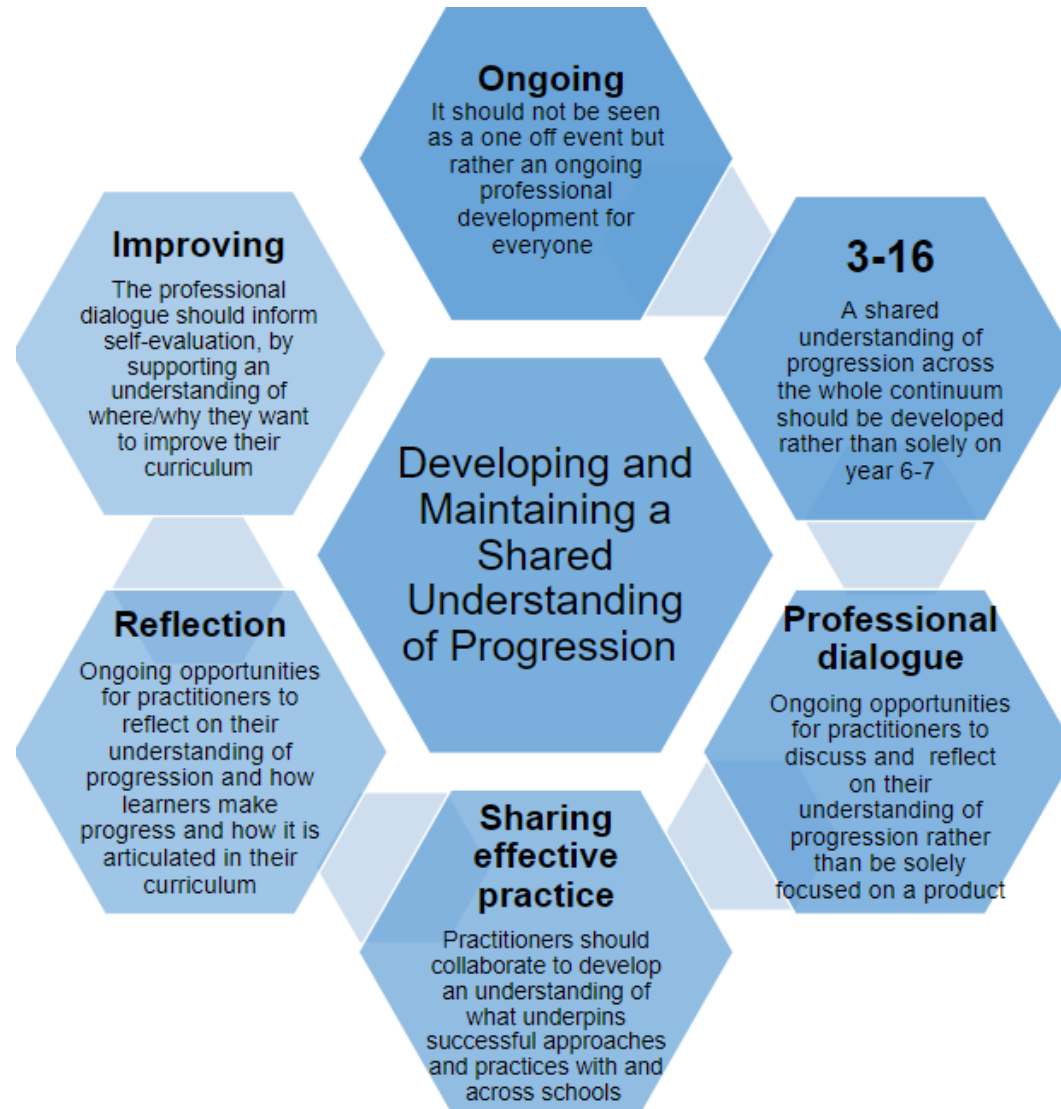 Ongoing
It should not be seen
as a one off event but
rather an ongoing
professional
development for
everyone
3-16
A shared
understanding of
progression across
the whole continuum
should be developed
rather than solely on
year 6-7
Professional
dialogue
Ongoing opportunities
for practitioners to
discuss and reflect
on their
understanding of
progression rather
than be solely
focused on a product
Sharing
effective
practice
Practitioners should
collaborate to develop
an understanding of
what underpins
successful approaches
and practices with and
across schools
Reflection
Ongoing opportunities
for practitioners to
reflect on their
understanding of
progression and how
learners make
progress and how it is
articulated in their
curriculum
Improving
The professional
dialogue should inform
self-evaluation, by
supporting an
understanding of
where/why they want
to improve their
curriculum
Developing and
Maintaining a
Shared
Understanding
of Progression